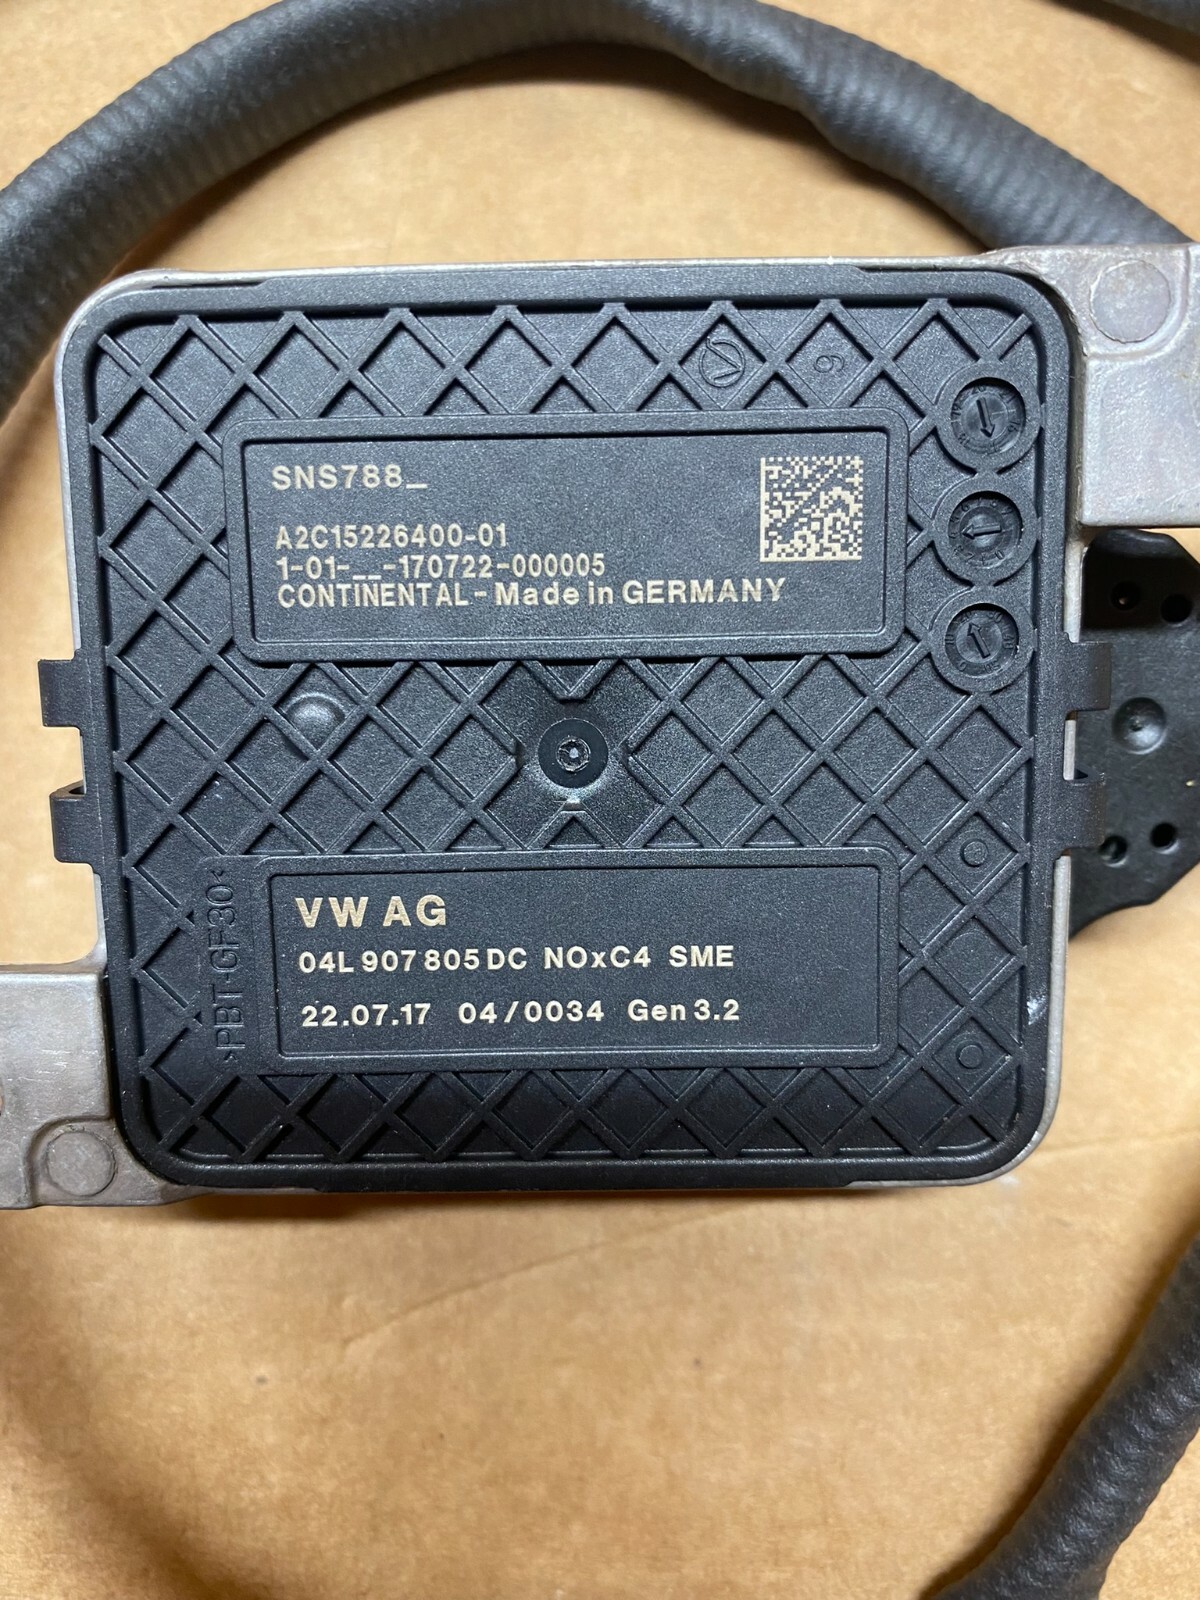 9
SNS788_
A2C15226400-01
1-01-__-170722-000005
CONTINENTAL - Made in GERMANY
VW AG
04L 907 805 DC NOxC4 SME
22.07.17 04/0034 Gen 3.2
>PBT-GF30<